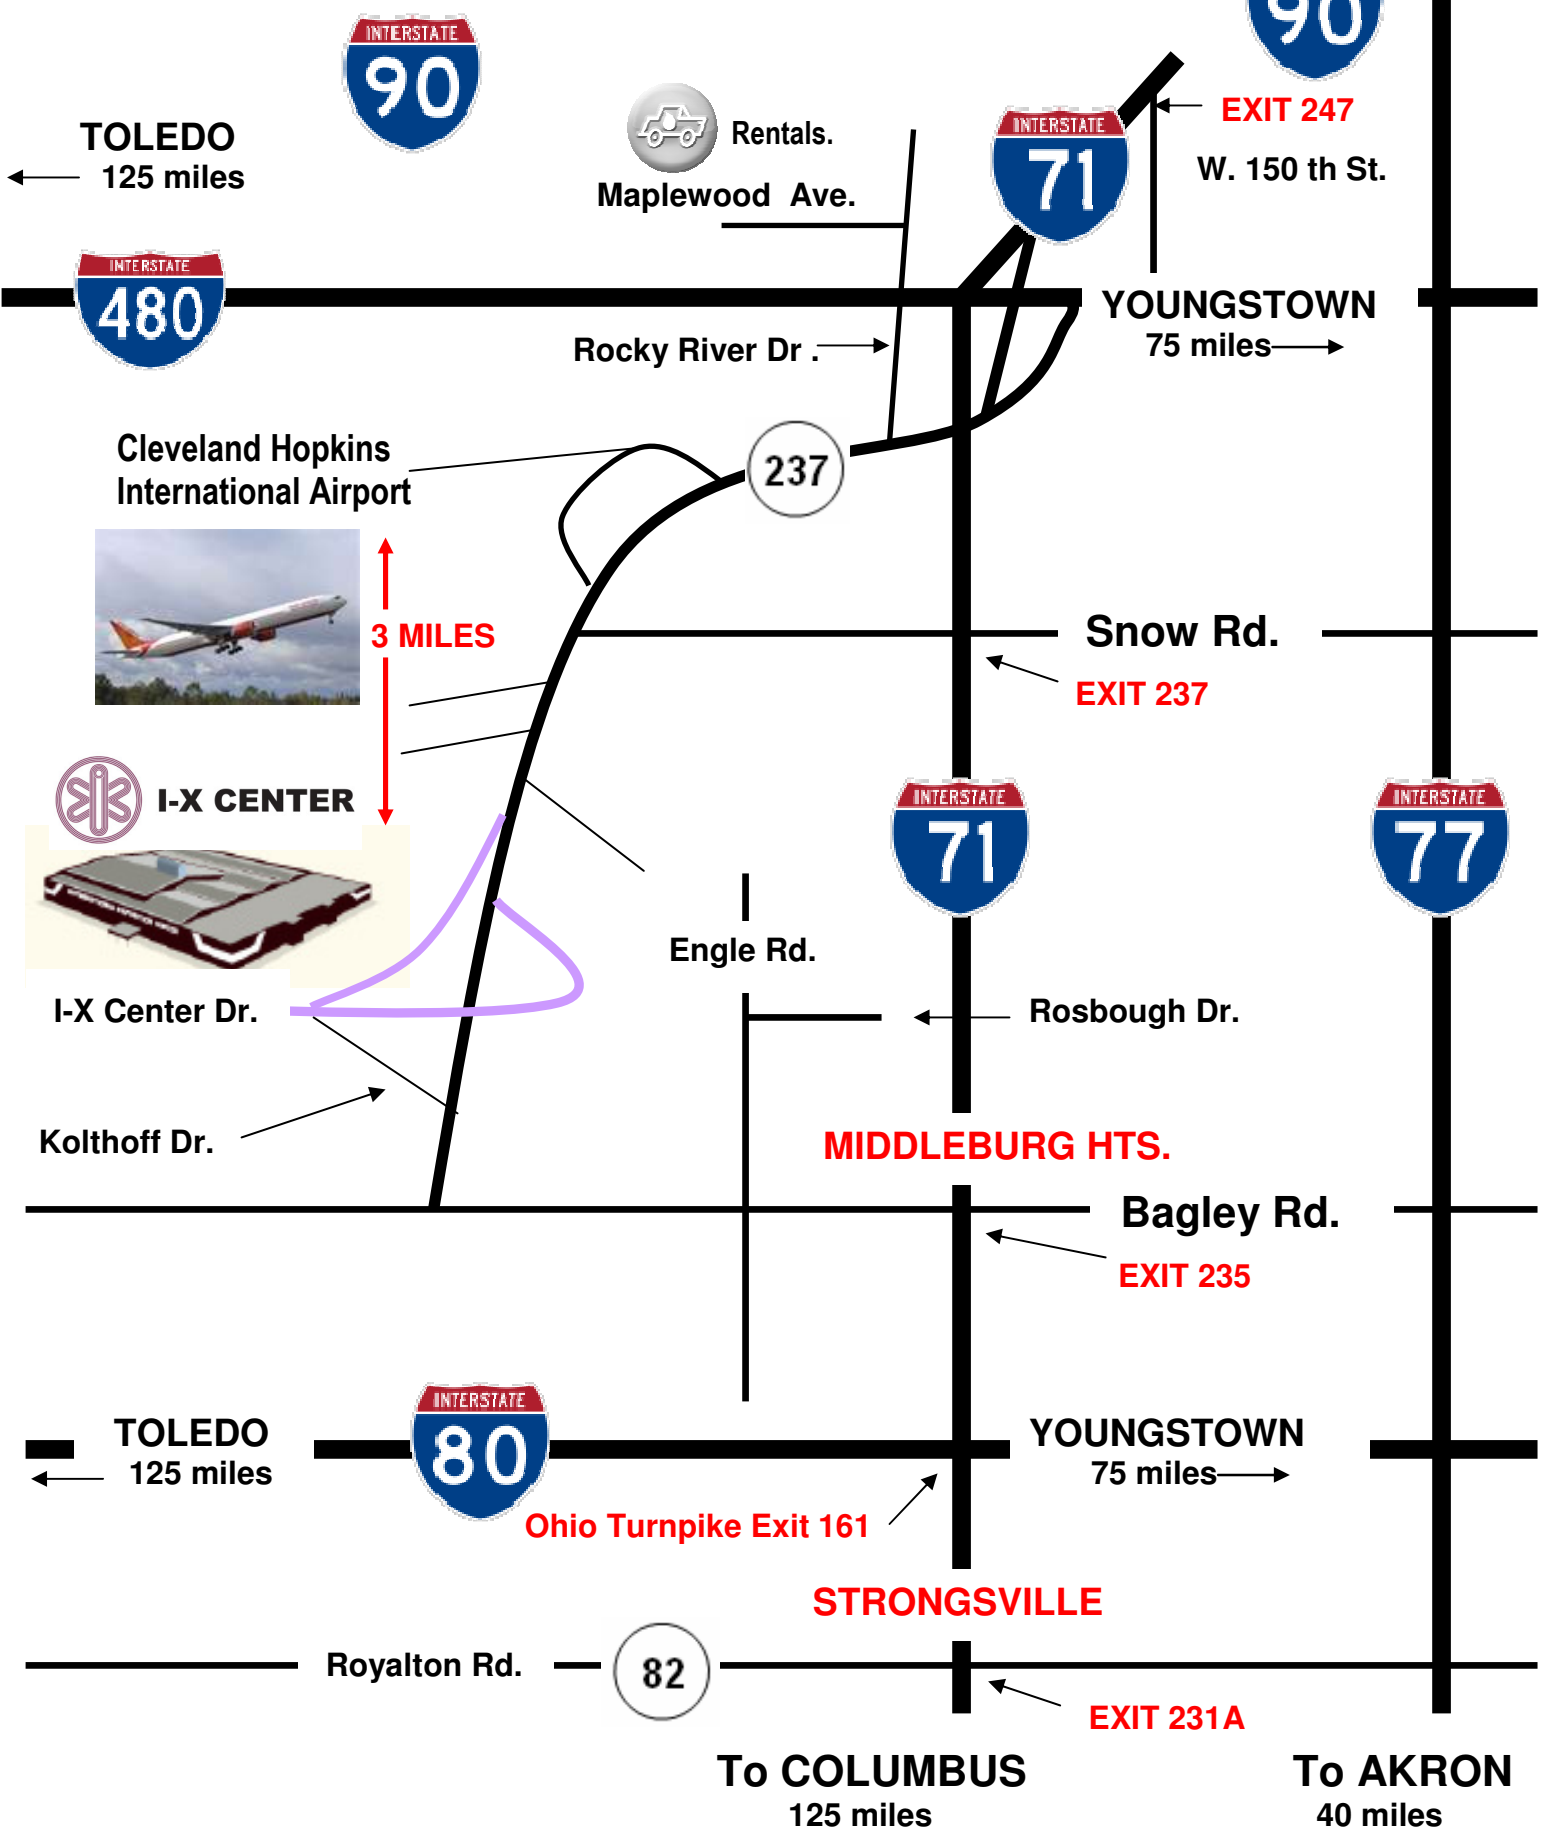 INTERSTATE
90
90
EXIT 247
TOLEDO
125 miles
Rentals.
INTERSTATE
71
W. 150 th St.
Maplewood Ave.
INTERSTATE
480
YOUNGSTOWN
75 miles
Rocky River Dr .
Cleveland Hopkins
International Airport
237
3 MILES
Snow Rd.
EXIT 237
I-X CENTER
INTERSTATE
71
INTERSTATE
77
Engle Rd.
I-X Center Dr.
Rosbough Dr.
Kolthoff Dr.
MIDDLEBURG HTS.
Bagley Rd.
EXIT 235
INTERSTATE
80
TOLEDO
125 miles
YOUNGSTOWN
75 miles
Ohio Turnpike Exit 161
STRONGSVILLE
Royalton Rd.
82
EXIT 231A
To COLUMBUS
125 miles
To AKRON
40 miles